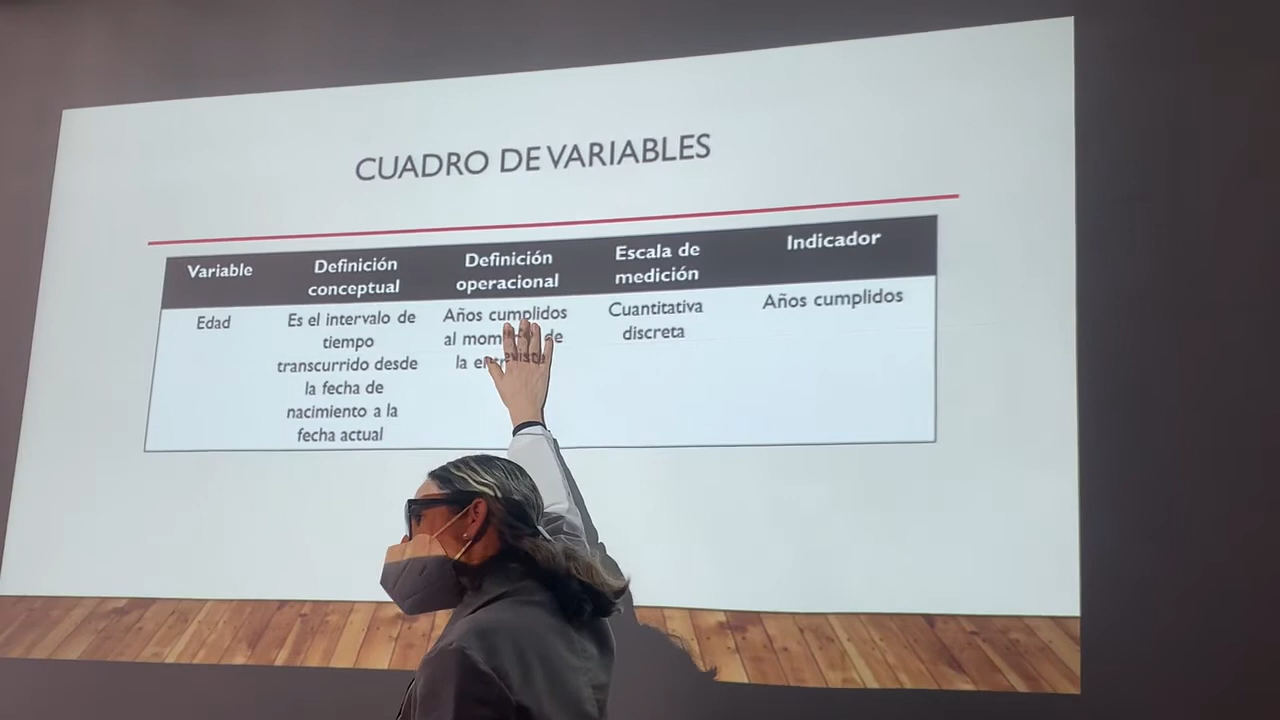 CUADRO DE VARIABLES
Variable
Definición
conceptual
Definición
operacional
Escala de
medición
Indicador
Edad
Es el intervalo de
tiempo
transcurrido desde
la fecha de
nacimiento a la
fecha actual
Años cumplidos
al momento de
la entrevista
Cuantitativa
discreta
Años cumplidos